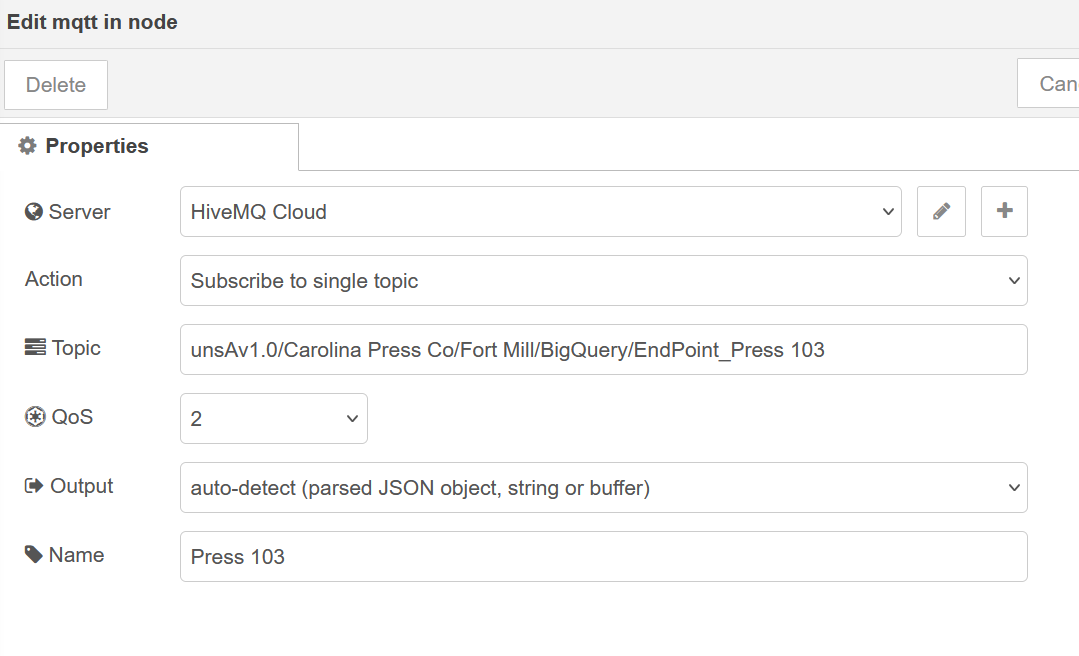 Edit mqtt in node
Delete
Can
Properties
Server
HiveMQ Cloud
Action
Subscribe to single topic
Topic
unsAv1.0/Carolina Press Co/Fort Mill/BigQuery/EndPoint_Press 103
QoS
2
Output
auto-detect (parsed JSON object, string or buffer)
Name
Press 103